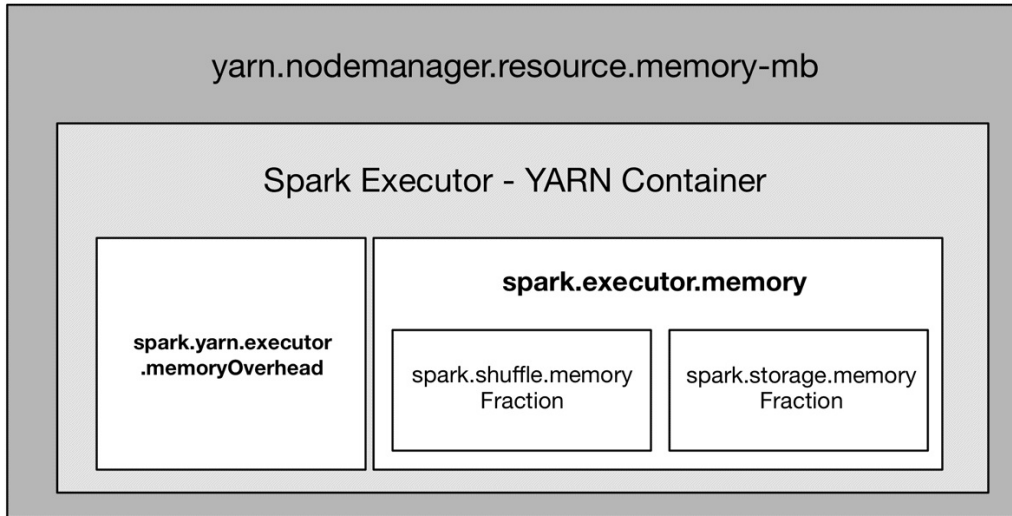 yarn.nodemanager.resource.memory-mb
Spark Executor - YARN Container
spark.yarn.executor
.memoryOverhead
spark.executor.memory
spark.shuffle.memory
Fraction
spark.storage.memory
Fraction